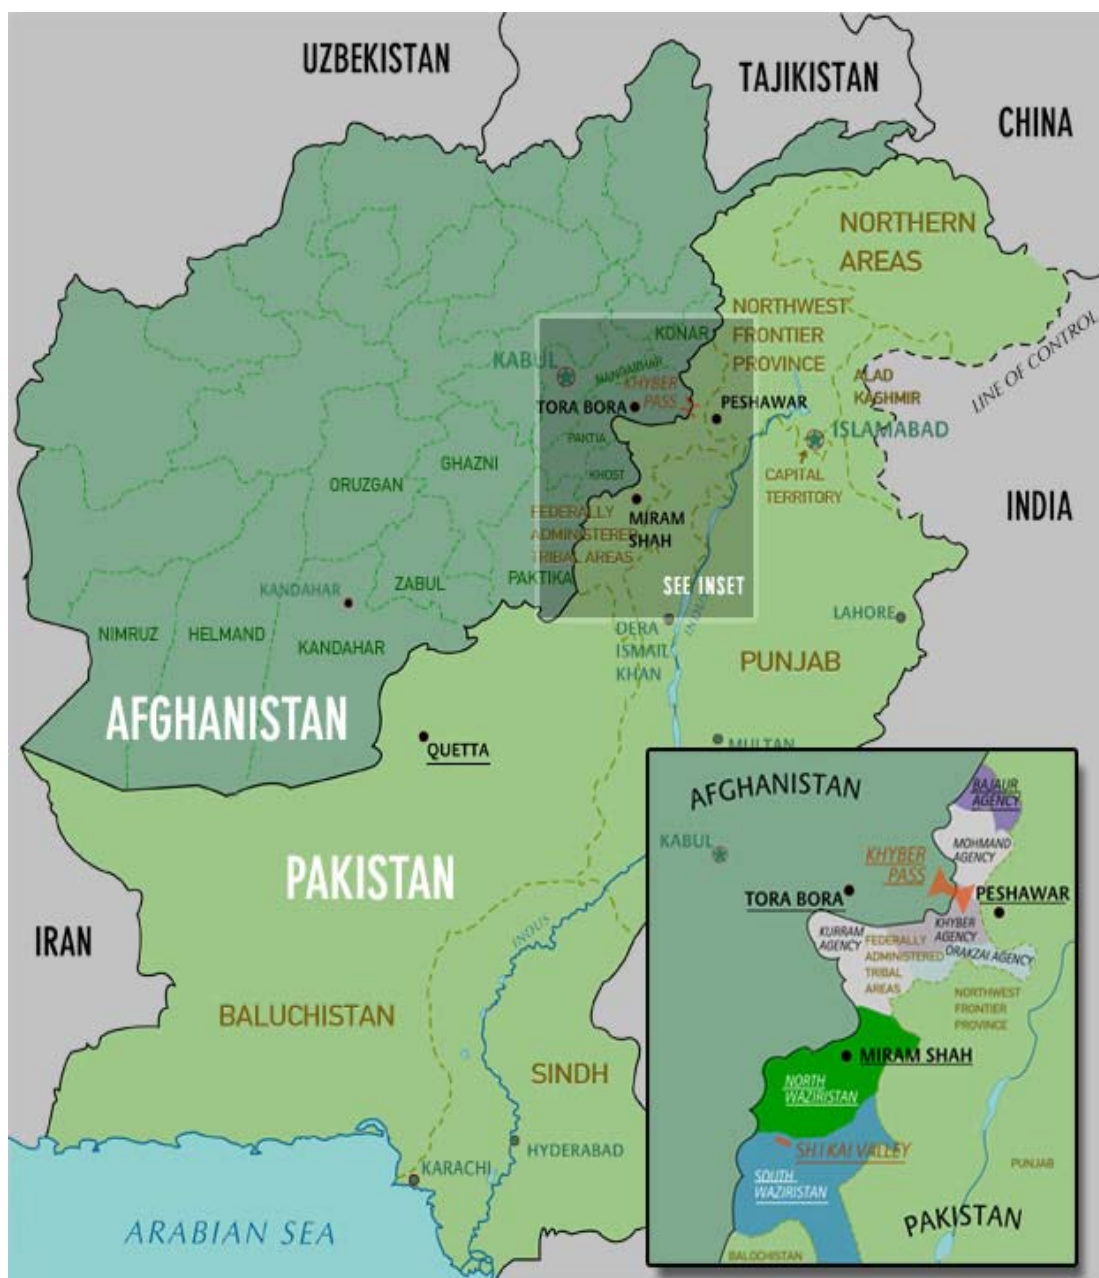 UZBEKISTAN
TAJIKISTAN
CHINA
NORTHERN
AREAS
NORTHWEST
FRONTIER
PROVINCE
KONAR
KABUL
NANGARHAR
KHYBER
PASS
TORA BORA
PESHAWAR
ALAD
KASHMIR
LINE OF CONTROL
ISLAMABAD
PAKTIA
GHAZNI
ORUZGAN
KHOST
CAPITAL
TERRITORY
INDIA
FEDERALLY
ADMINISTERED
TRIBAL AREAS
MIRAM
SHAH
PAKTIKA
ZABUL
KANDAHAR
SEE INSET
INDUS
LAHORE
NIMRUZ
HELMAND
KANDAHAR
DERA
ISMAIL
KHAN
PUNJAB
AFGHANISTAN
QUETTA
MULTAN
PAKISTAN
IRAN
INDUS
BALUCHISTAN
SINDH
HYDERABAD
KARACHI
ARABIAN SEA
AFGHANISTAN
BAJAUR
AGENCY
KABUL
MOHMAND
AGENCY
KHYBER
PASS
TORA BORA
PESHAWAR
KURRAM
AGENCY
KHYBER
AGENCY
ORAKZAI AGENCY
FEDERALLY
ADMINISTERED
TRIBAL
AREAS
NORTHWEST
FRONTIER
PROVINCE
MIRAM SHAH
NORTH
WAZIRISTAN
SHIKAI VALLEY
SOUTH
WAZIRISTAN
PUNJAB
PAKISTAN
BALOCHISTAN